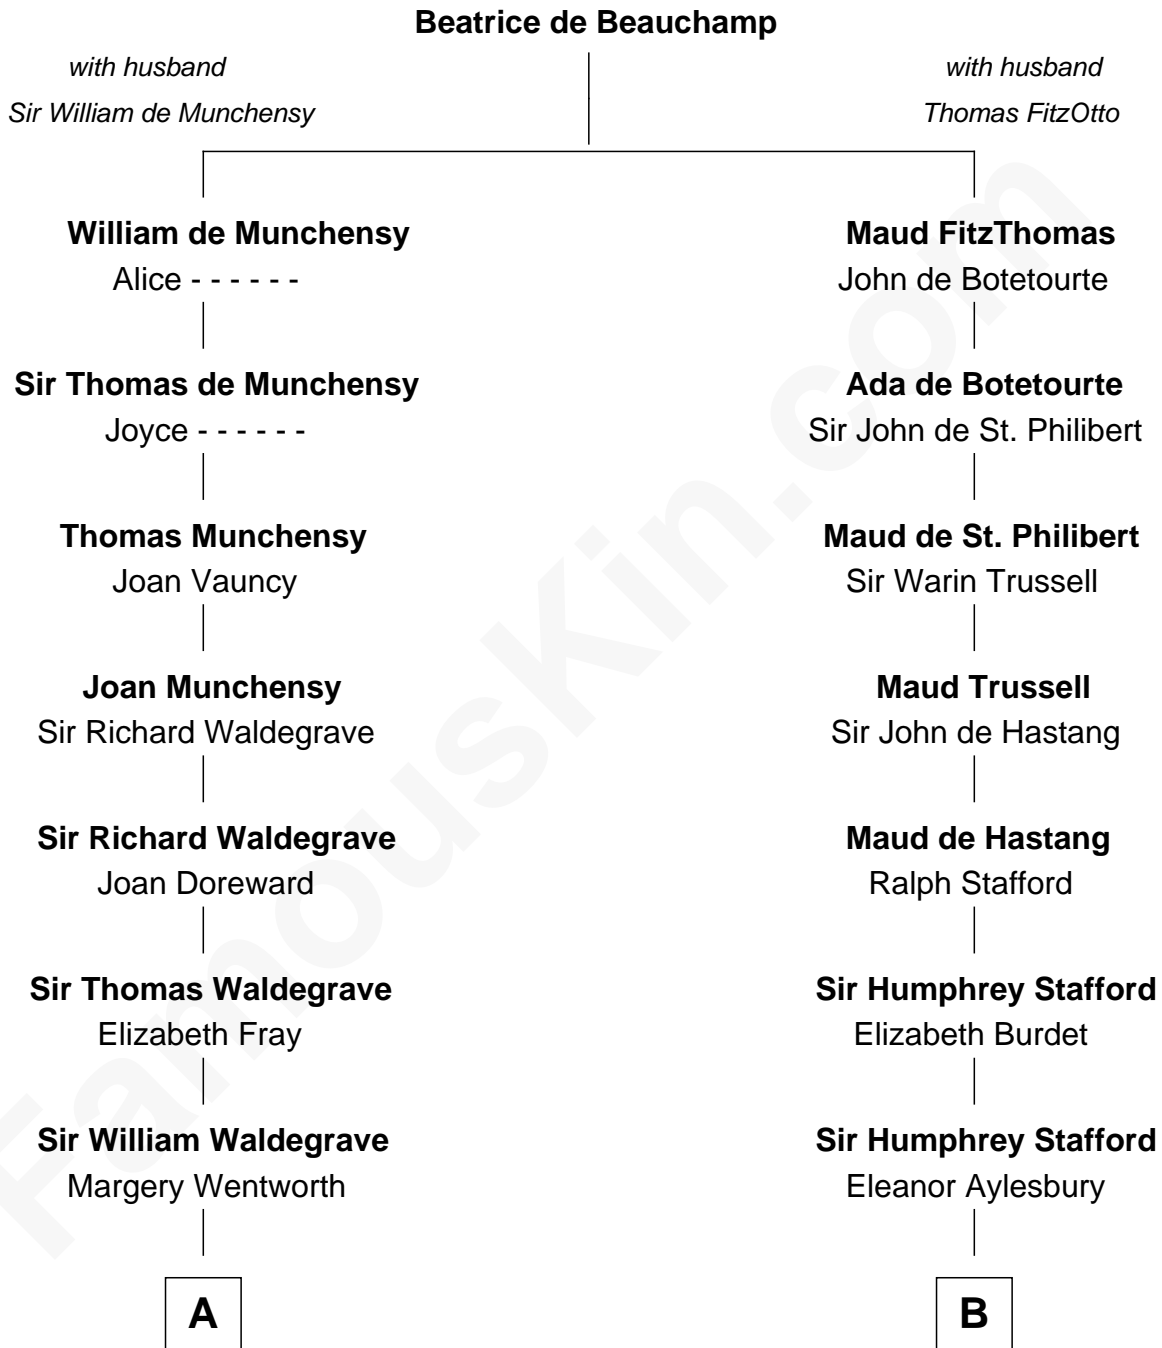 Beatrice de Beauchamp
with husband
Sir William de Munchensy
with husband
Thomas FitzOtto
William de Munchensy
Alice - - - - - -
Sir Thomas de Munchensy
Joyce - - - - - -
Thomas Munchensy
Joan Vauncy
Joan Munchensy
Sir Richard Waldegrave
Sir Richard Waldegrave
Joan Doreward
Sir Thomas Waldegrave
Elizabeth Fray
Sir William Waldegrave
Margery Wentworth
A
Maud FitzThomas
John de Botetourte
Ada de Botetourte
Sir John de St. Philibert
Maud de St. Philibert
Sir Warin Trussell
Maud Trussell
Sir John de Hastang
Maud de Hastang
Ralph Stafford
Sir Humphrey Stafford
Elizabeth Burdet
Sir Humphrey Stafford
Eleanor Aylesbury
B
FamousKin.com